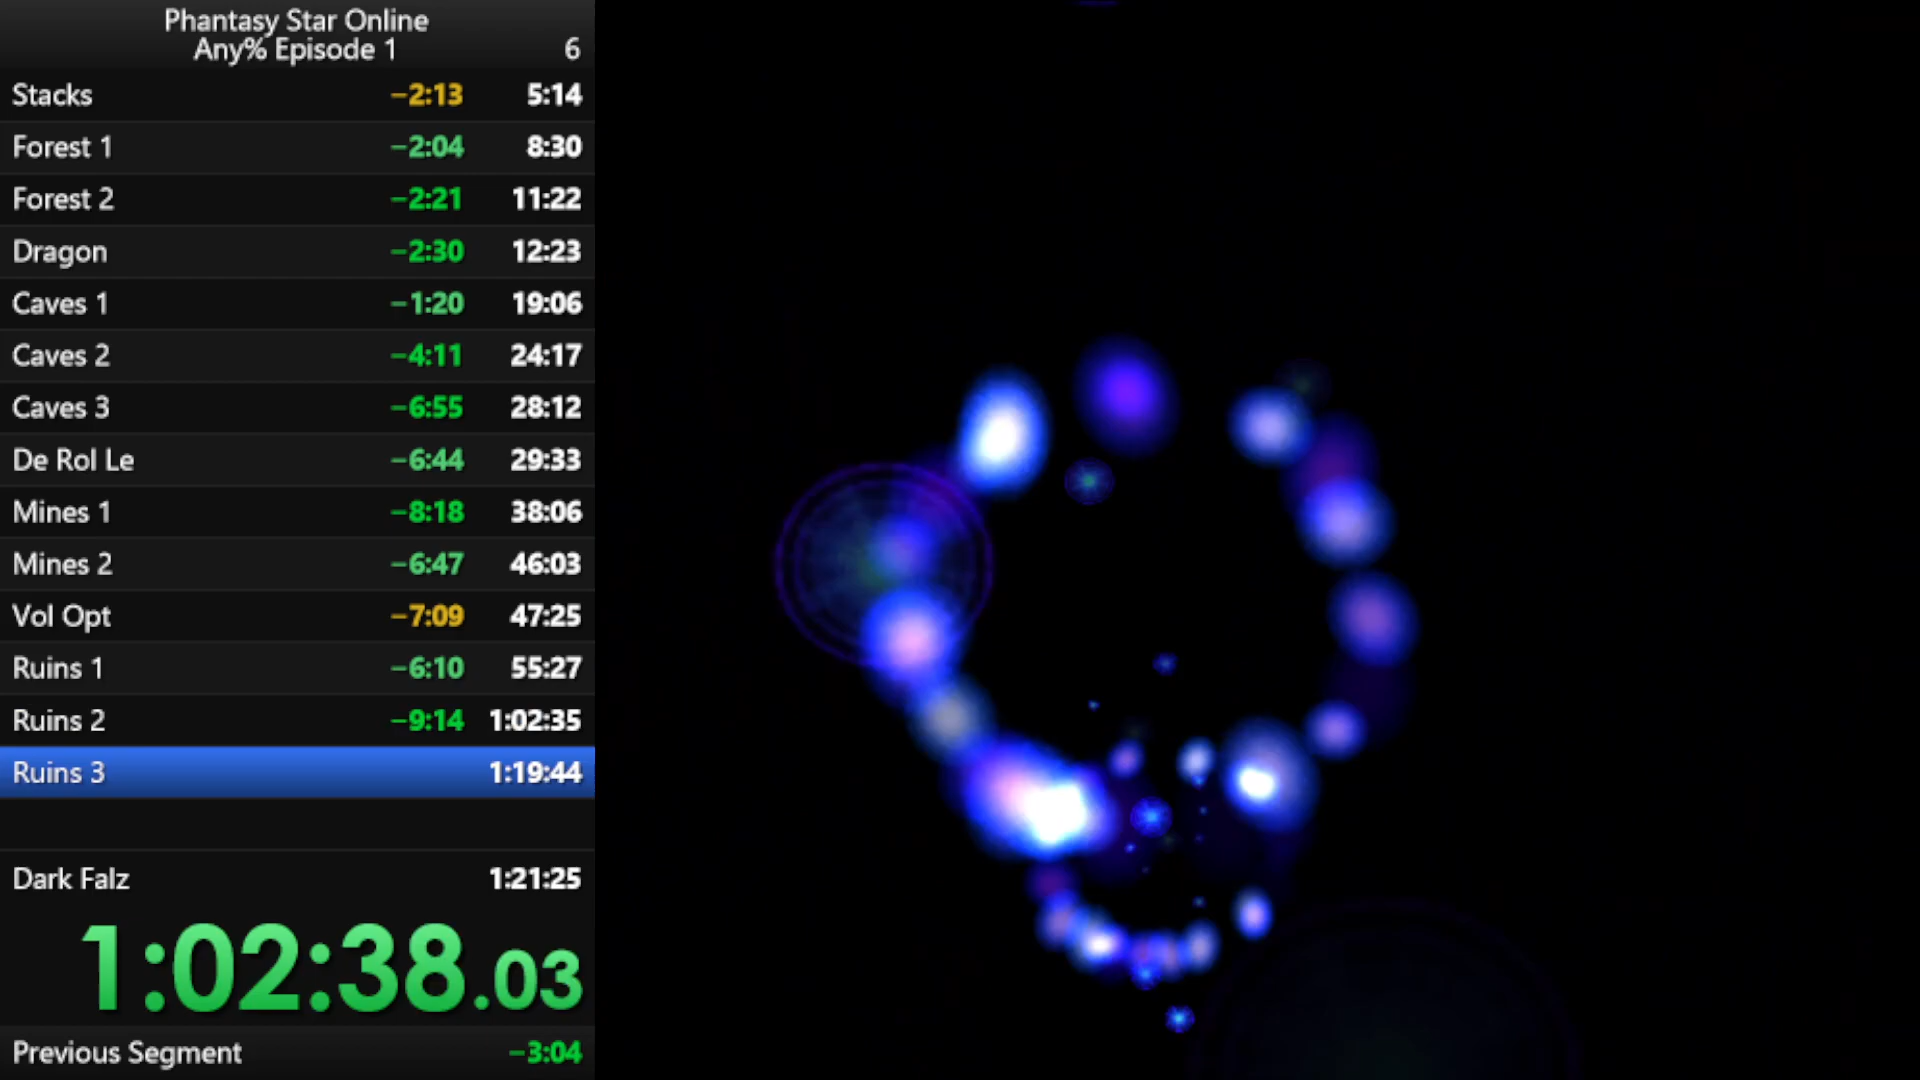 Phantasy Star Online
Any% Episode 1 6
Stacks −2:13 5:14
Forest 1 −2:04 8:30
Forest 2 −2:21 11:22
Dragon −2:30 12:23
Caves 1 −1:20 19:06
Caves 2 −4:11 24:17
Caves 3 −6:55 28:12
De Rol Le −6:44 29:33
Mines 1 −8:18 38:06
Mines 2 −6:47 46:03
Vol Opt −7:09 47:25
Ruins 1 −6:10 55:27
Ruins 2 −9:14 1:02:35
Ruins 3 1:19:44
Dark Falz 1:21:25
1:02:38.03
Previous Segment −3:04